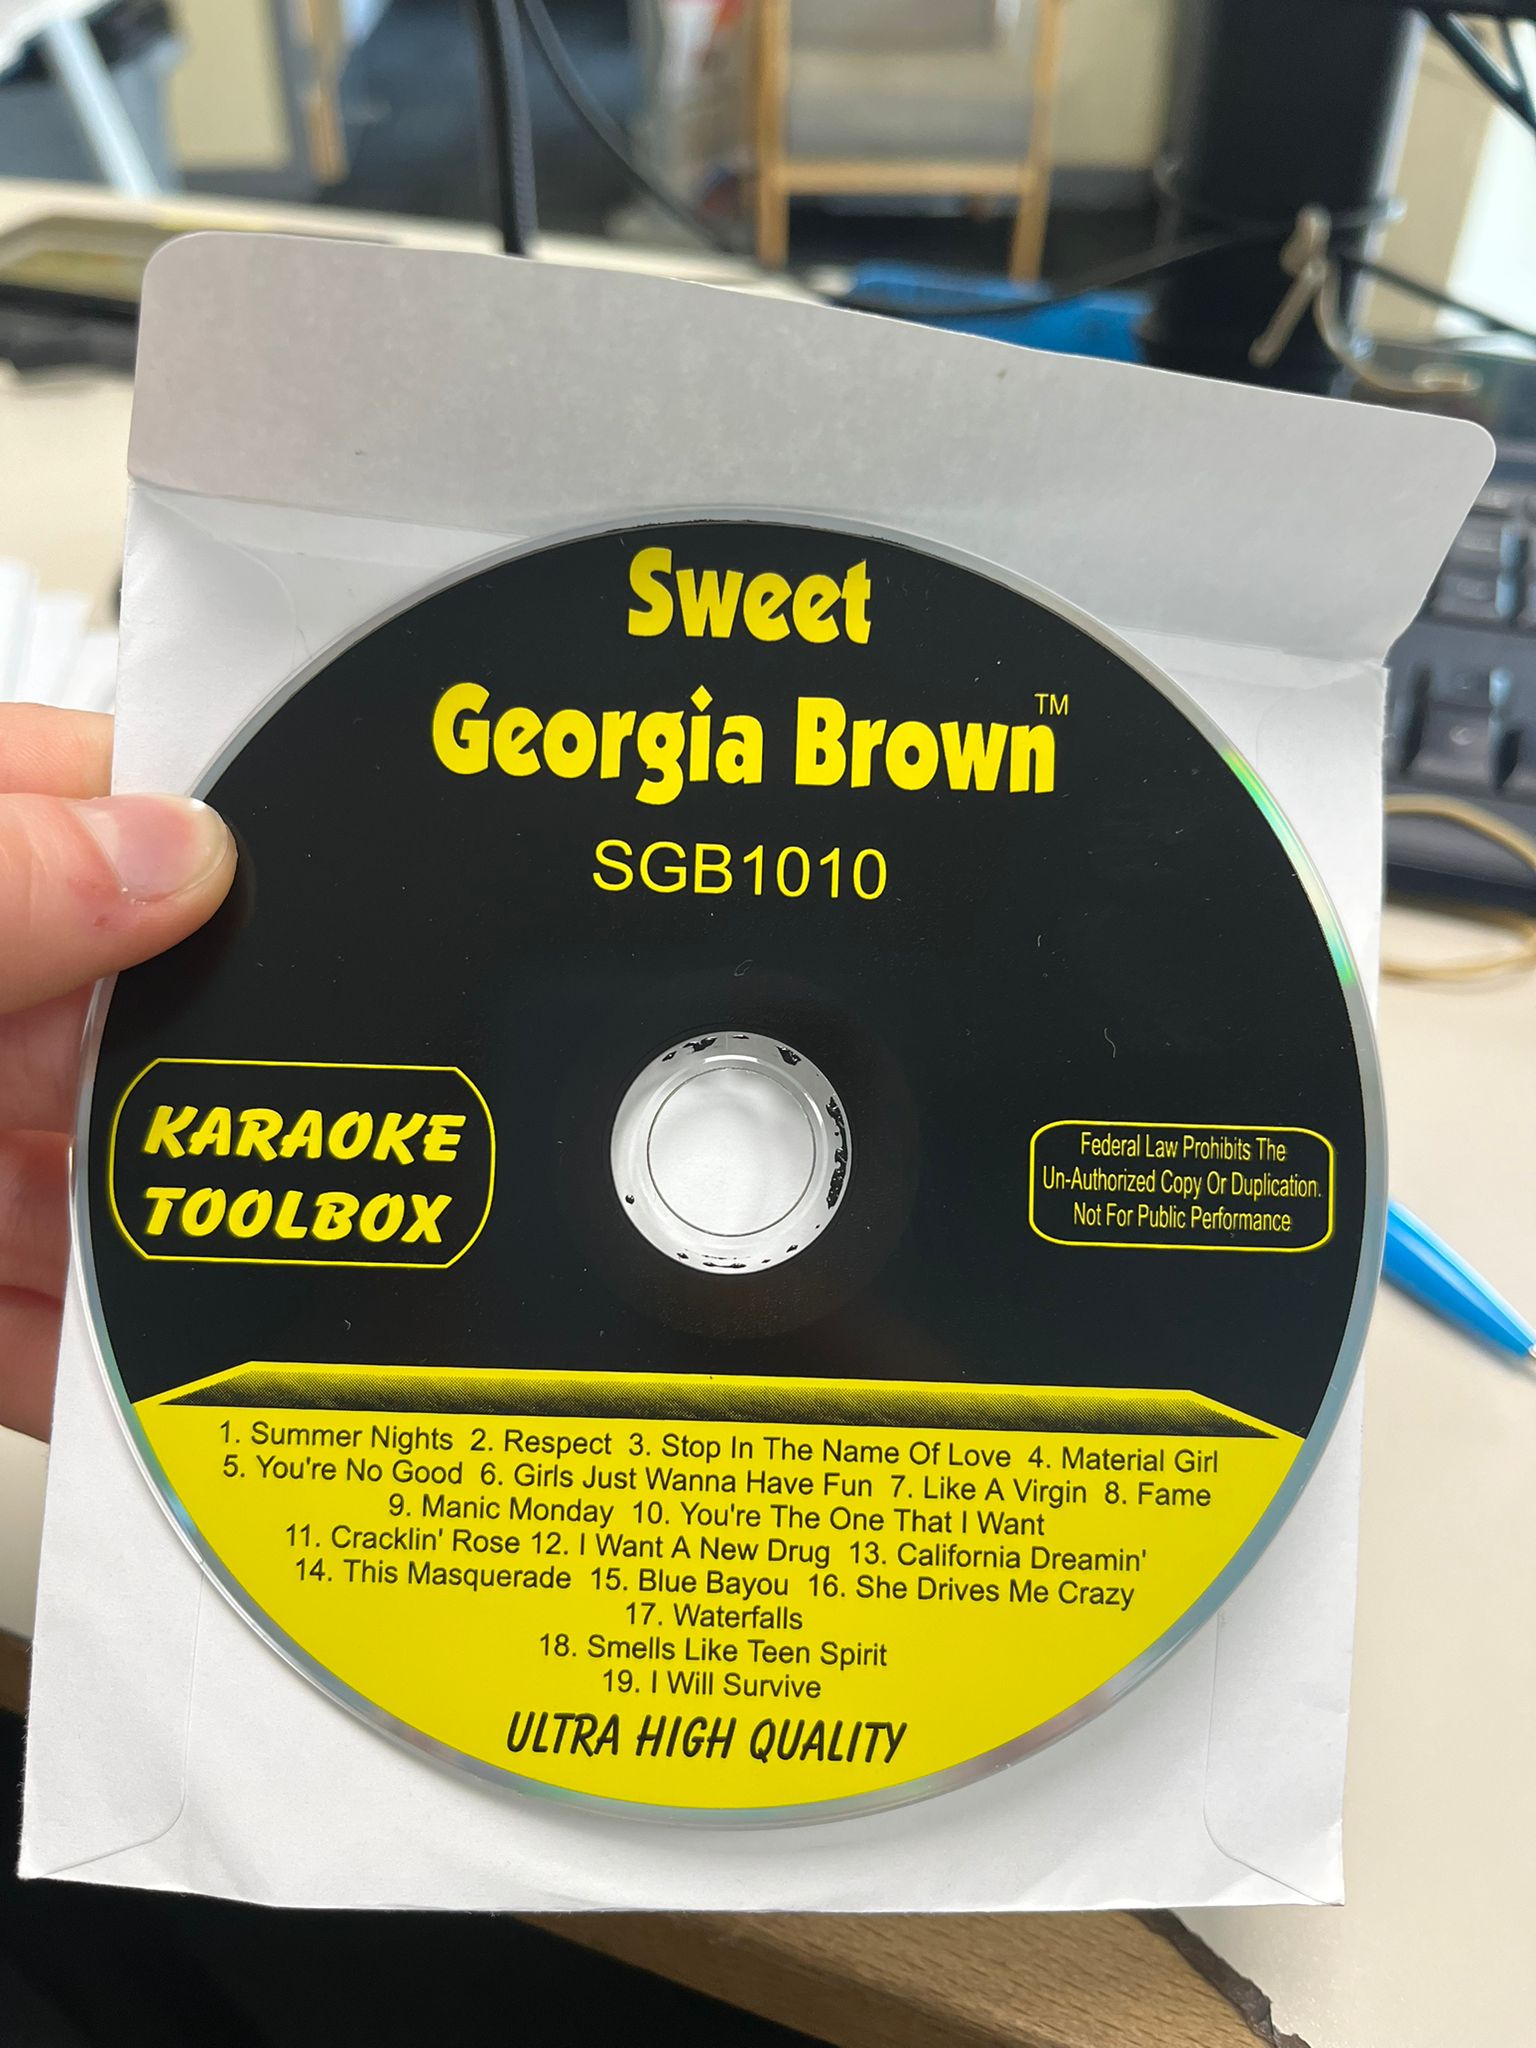 Sweet
Georgia Brown™
SGB1010
KARAOKE
TOOLBOX
Federal Law Prohibits The
Un-Authorized Copy Or Duplication.
Not For Public Performance
1. Summer Nights 2. Respect 3. Stop In The Name Of Love 4. Material Girl
5. You're No Good 6. Girls Just Wanna Have Fun 7. Like A Virgin 8. Fame
9. Manic Monday 10. You're The One That I Want
11. Cracklin' Rose 12. I Want A New Drug 13. California Dreamin'
14. This Masquerade 15. Blue Bayou 16. She Drives Me Crazy
17. Waterfalls
18. Smells Like Teen Spirit
19. I Will Survive
ULTRA HIGH QUALITY